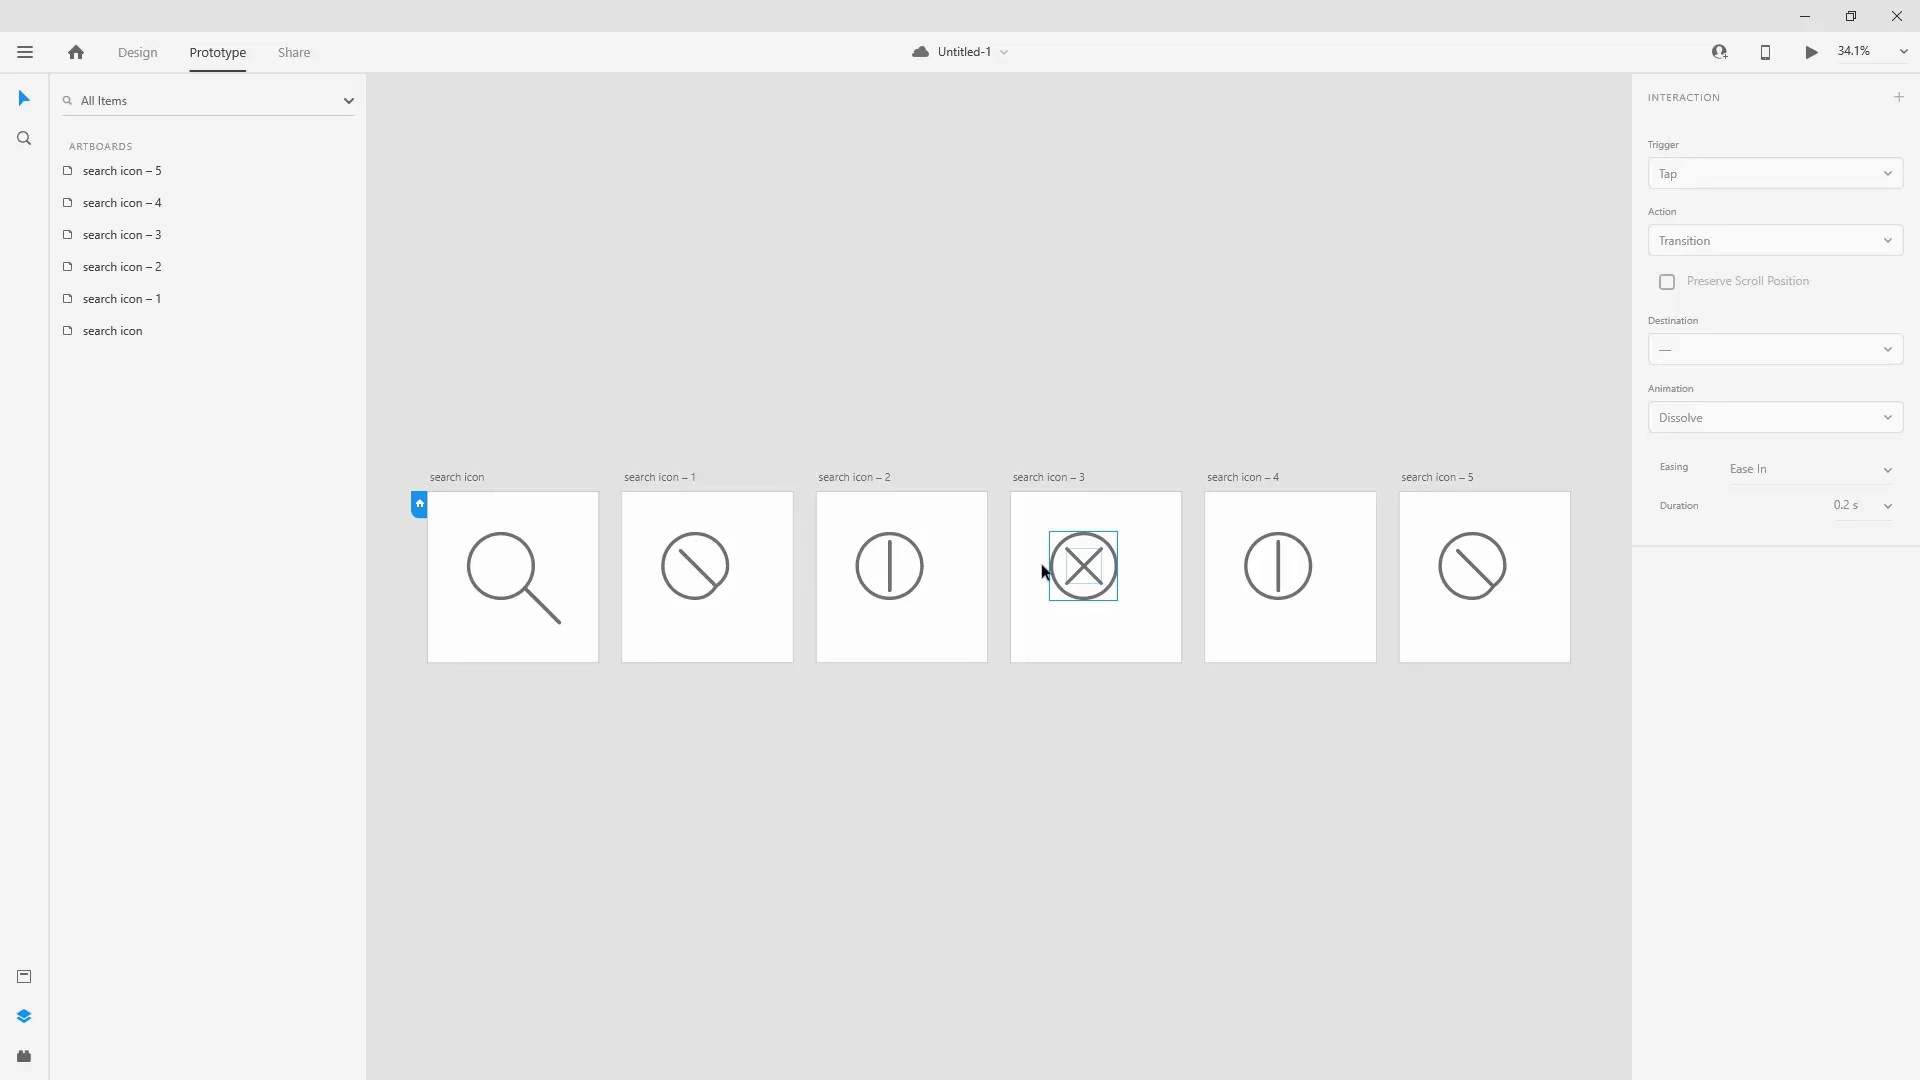 Design
Prototype
Share
Untitled-1
34.1%
All Items
ARTBOARDS
search icon – 5
search icon – 4
search icon – 3
search icon – 2
search icon – 1
search icon
search icon
search icon – 1
search icon – 2
search icon – 3
search icon – 4
search icon – 5
INTERACTION
Trigger
Tap
Action
Transition
Preserve Scroll Position
Destination
—
Animation
Dissolve
Easing
Ease In
Duration
0.2 s